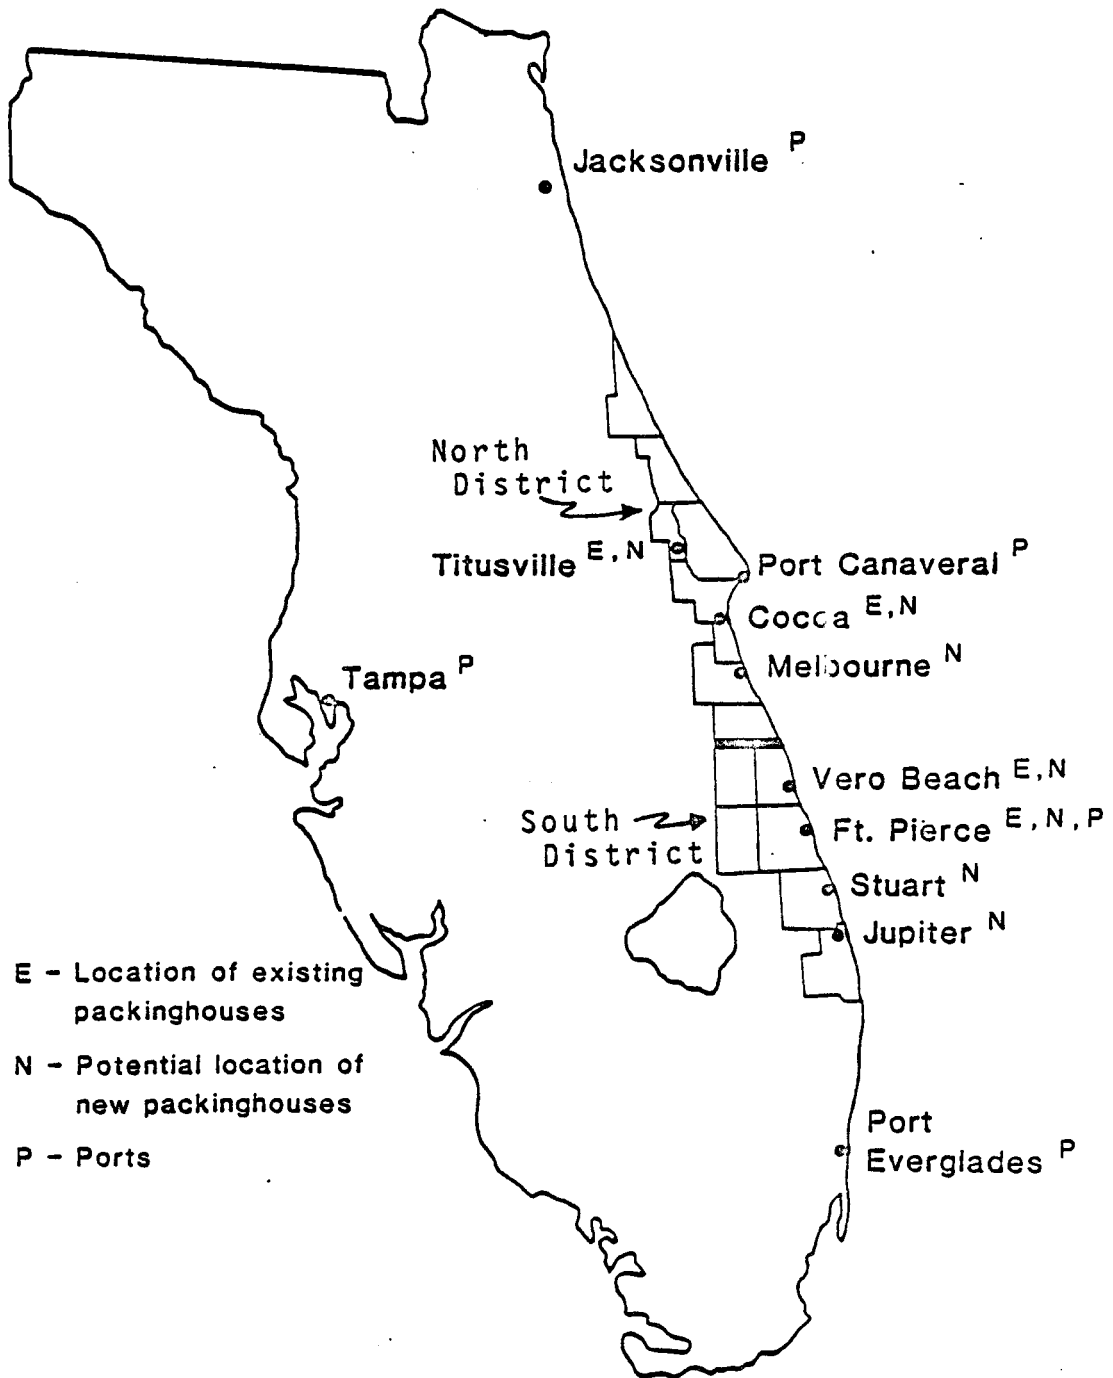 Jacksonville P
North
District
Titusville E, N
Port Canaveral P
Cocoa E, N
Melbourne N
Tampa P
Vero Beach E, N
South
District
Ft. Pierce E, N, P
Stuart N
Jupiter N
E – Location of existing
packinghouses
N – Potential location of
new packinghouses
P – Ports
Port
Everglades P